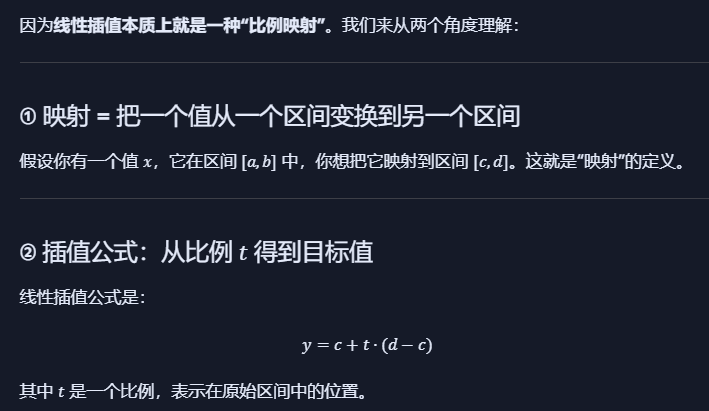 因为线性插值本质上就是一种“比例映射”。我们来从两个角度理解：
① 映射 = 把一个值从一个区间变换到另一个区间
假设你有一个值 x，它在区间 [a, b] 中，你想把它映射到区间 [c, d]。这就是“映射”的定义。
② 插值公式：从比例 t 得到目标值
线性插值公式是：
y = c + t · (d − c)
其中 t 是一个比例，表示在原始区间中的位置。